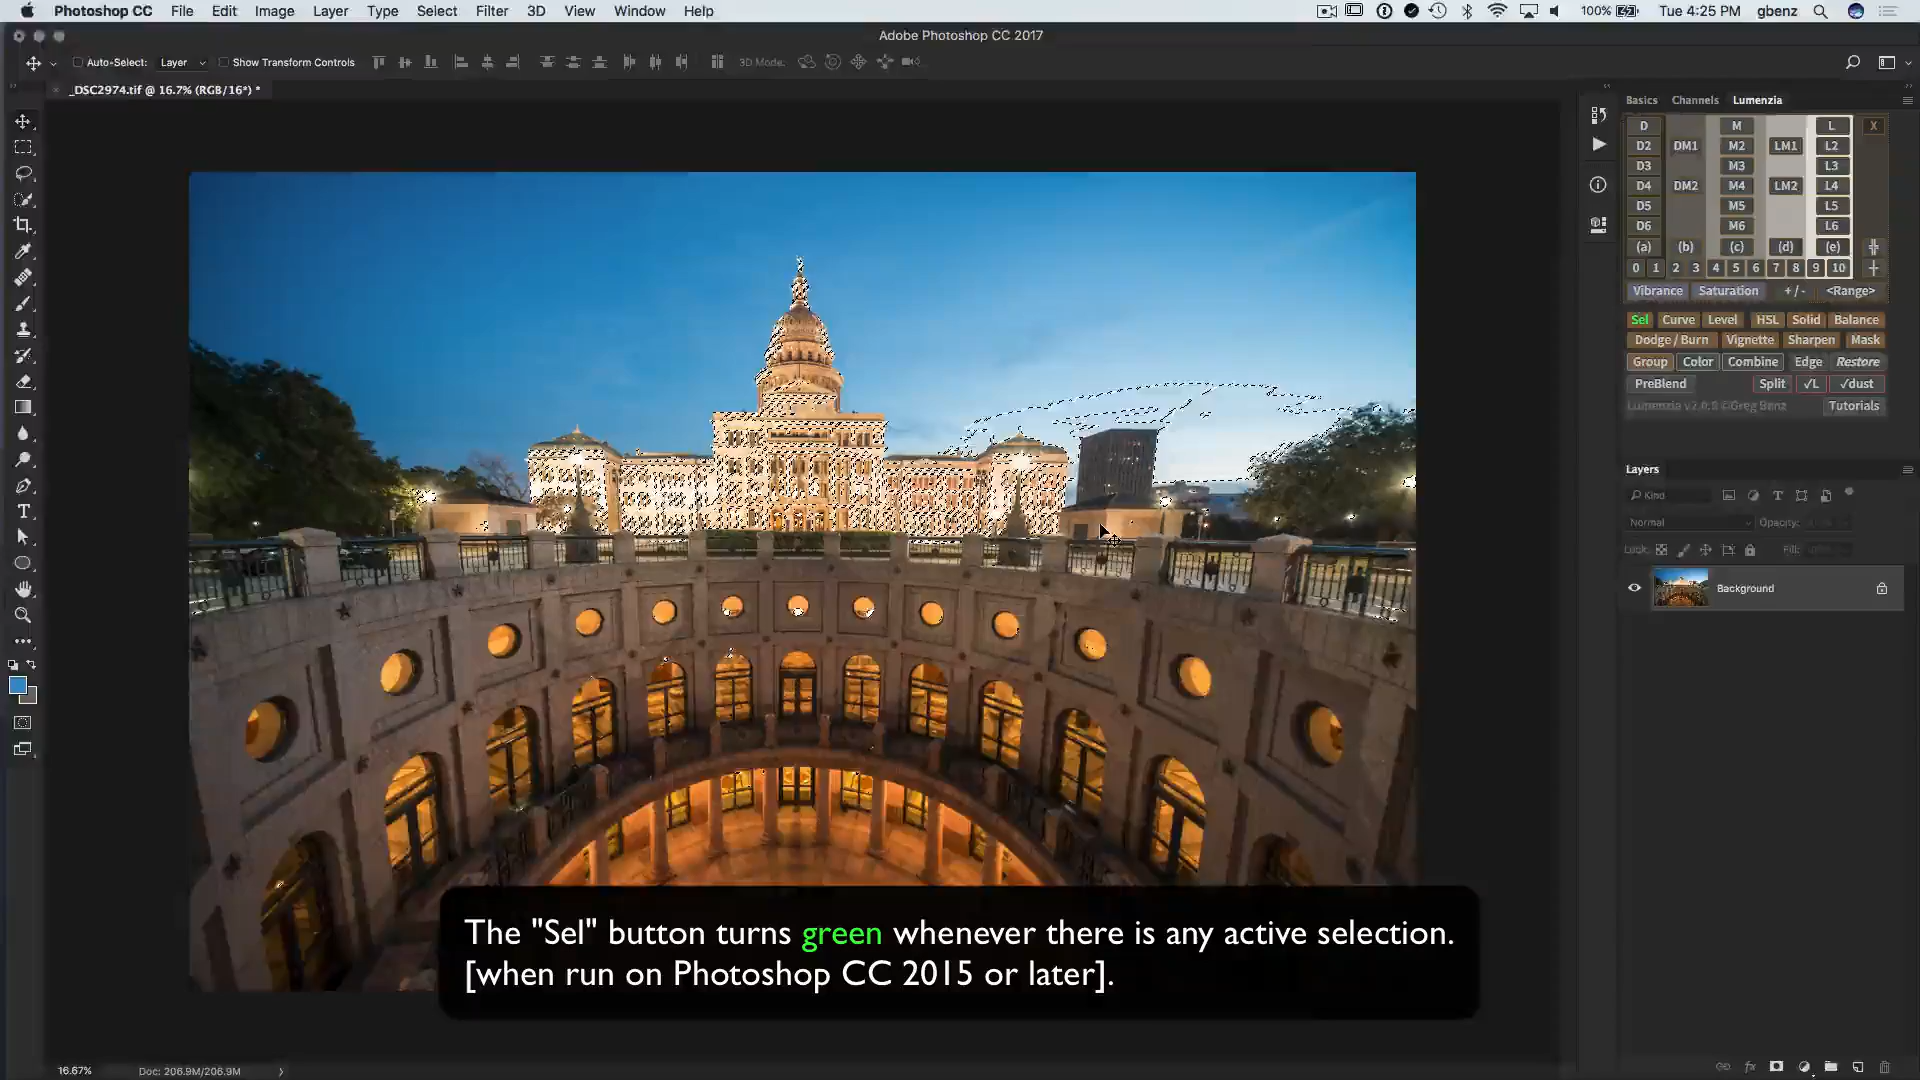 Photoshop CC File Edit Image Layer Type Select Filter 3D View Window Help 100% Tue 4:25 PM gbenz
Adobe Photoshop CC 2017
Auto-Select: Layer Show Transform Controls 3D Mode:
_DSC2974.tif @ 16.7% (RGB/16*) *
Basics Channels Lumenzia
D M L X
D2 DM1 M2 LM1 L2
D3 M3 L3
D4 DM2 M4 LM2 L4
D5 M5 L5
D6 M6 L6
(a) (b) (c) (d) (e)
0 1 2 3 4 5 6 7 8 9 10
Vibrance Saturation + / - <Range>
Sel Curve Level HSL Solid Balance
Dodge / Burn Vignette Sharpen Mask
Group Color Combine Edge Restore
PreBlend Split √L √dust
©Greg Benz Tutorials
Layers
Kind
Normal Opacity:
Lock: Fill:
Background
The "Sel" button turns green whenever there is any active selection.
[when run on Photoshop CC 2015 or later].
16.67% Doc: 206.9M/206.9M